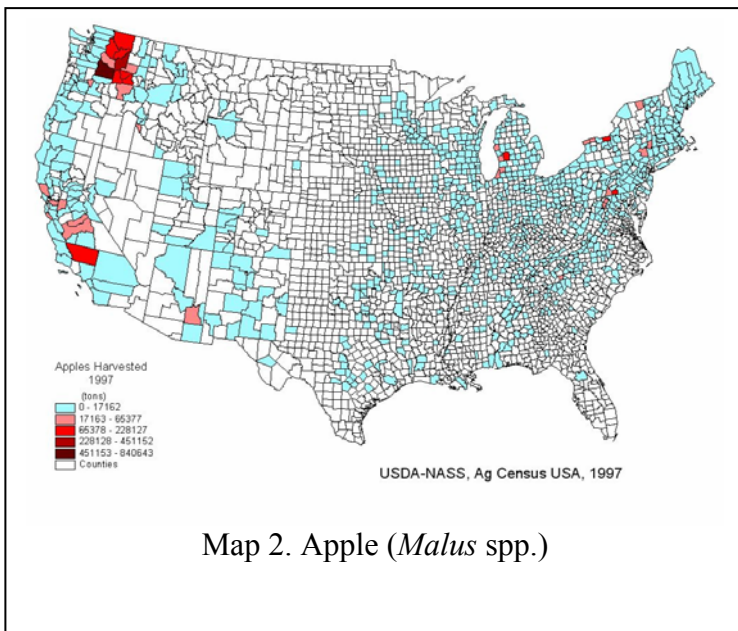 Apples Harvested
1997
(tons)
0 - 17162
17163 - 65377
65378 - 228127
228128 - 451152
451153 - 840643
Counties
USDA-NASS, Ag Census USA, 1997
Map 2. Apple (Malus spp.)